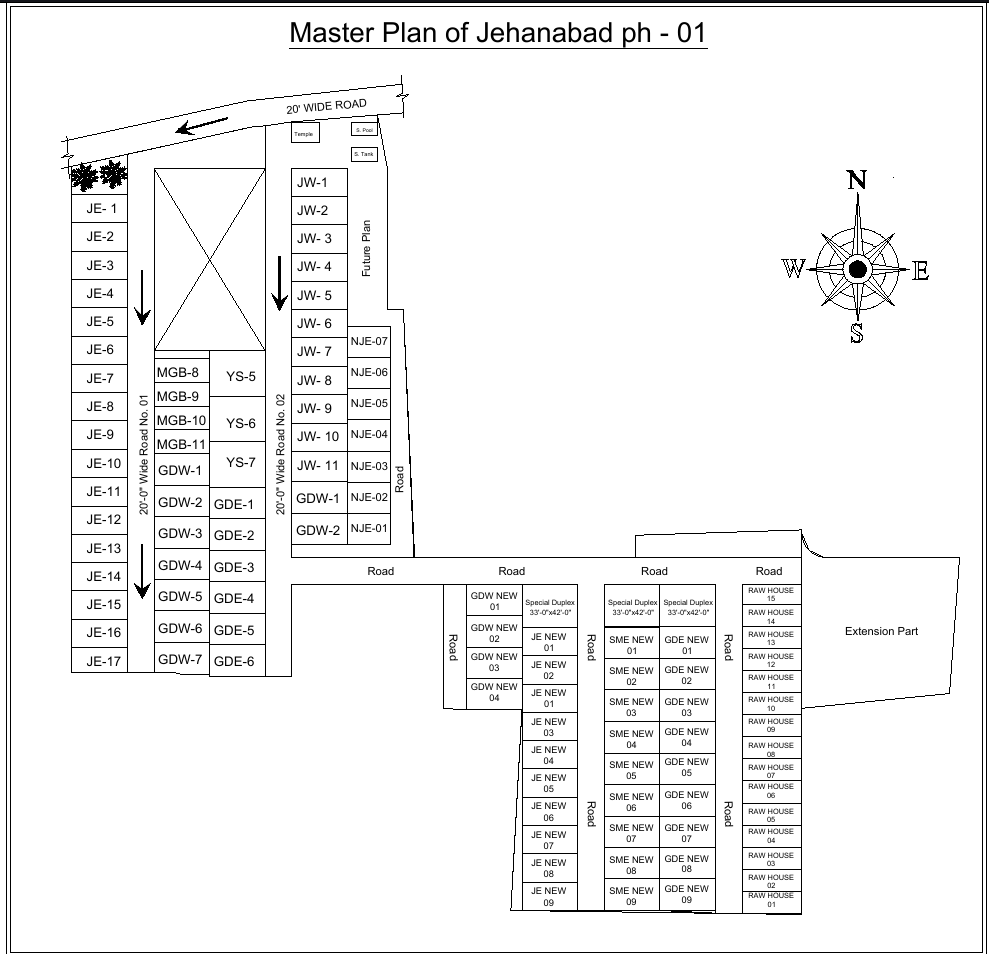 Master Plan of Jehanabad ph - 01
20' WIDE ROAD
Temple
S. Pool
S. Tank
N
W
E
S
JE- 1
JE-2
JE-3
JE-4
JE-5
JE-6
JE-7
JE-8
JE-9
JE-10
JE-11
JE-12
JE-13
JE-14
JE-15
JE-16
JE-17
20'-0" Wide Road No. 01
MGB-8
MGB-9
MGB-10
MGB-11
GDW-1
GDW-2
GDW-3
GDW-4
GDW-5
GDW-6
GDW-7
YS-5
YS-6
YS-7
GDE-1
GDE-2
GDE-3
GDE-4
GDE-5
GDE-6
20'-0" Wide Road No. 02
JW-1
JW-2
JW- 3
JW- 4
JW- 5
JW- 6
JW- 7
JW- 8
JW- 9
JW- 10
JW- 11
GDW-1
GDW-2
Future Plan
NJE-07
NJE-06
NJE-05
NJE-04
NJE-03
NJE-02
NJE-01
Road
Road
Road
Road
Road
Road
GDW NEW
01
GDW NEW
02
GDW NEW
03
GDW NEW
04
Special Duplex
33'-0"x42'-0"
JE NEW
01
JE NEW
02
JE NEW
01
JE NEW
03
JE NEW
04
JE NEW
05
JE NEW
06
JE NEW
07
JE NEW
08
JE NEW
09
Road
Road
Special Duplex
33'-0"x42'-0"
SME NEW
01
SME NEW
02
SME NEW
03
SME NEW
04
SME NEW
05
SME NEW
06
SME NEW
07
SME NEW
08
SME NEW
09
Special Duplex
33'-0"x42'-0"
GDE NEW
01
GDE NEW
02
GDE NEW
03
GDE NEW
04
GDE NEW
05
GDE NEW
06
GDE NEW
07
GDE NEW
08
GDE NEW
09
Road
Road
RAW HOUSE
15
RAW HOUSE
14
RAW HOUSE
13
RAW HOUSE
12
RAW HOUSE
11
RAW HOUSE
10
RAW HOUSE
09
RAW HOUSE
08
RAW HOUSE
07
RAW HOUSE
06
RAW HOUSE
05
RAW HOUSE
04
RAW HOUSE
03
RAW HOUSE
02
RAW HOUSE
01
Extension Part